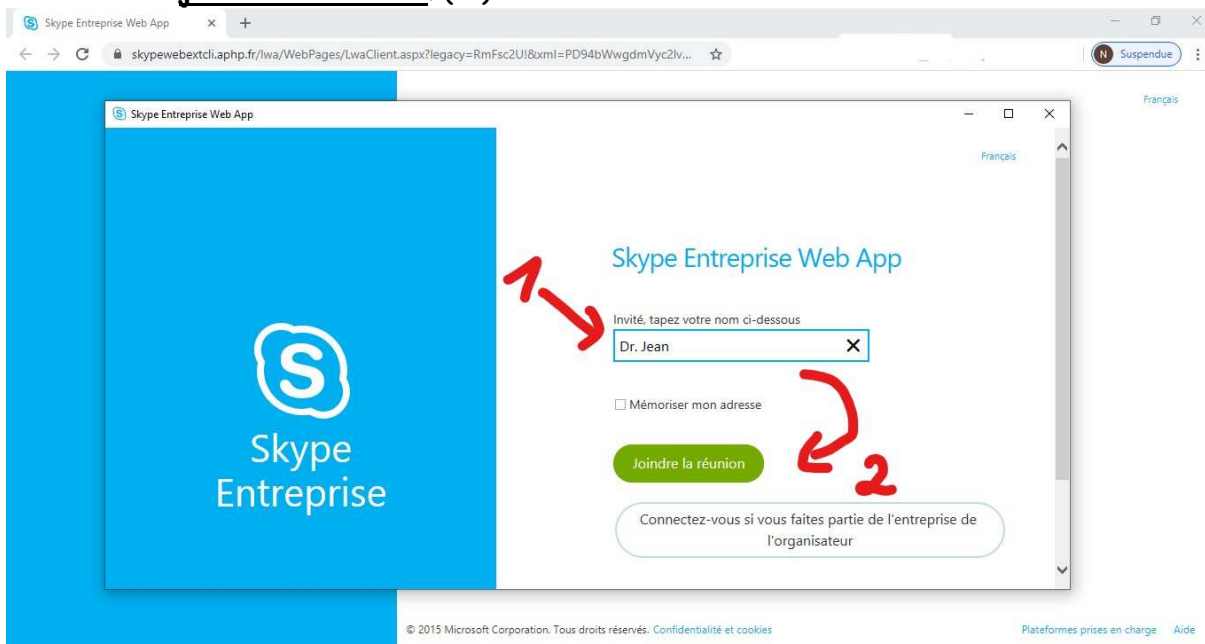 Skype Entreprise Web App
skypewebextcli.aphp.fr/lwa/WebPages/LwaClient.aspx?legacy=RmFsc2U!&xml=PD94bWwgdmVyc2lv...
N Suspendue
Français
Skype Entreprise Web App
Français
Skype Entreprise Web App
1
Invité, tapez votre nom ci-dessous
Dr. Jean
Mémoriser mon adresse
Joindre la réunion
2
Connectez-vous si vous faites partie de l'entreprise de
l'organisateur
S
Skype
Entreprise
© 2015 Microsoft Corporation. Tous droits réservés. Confidentialité et cookies
Plateformes prises en charge Aide